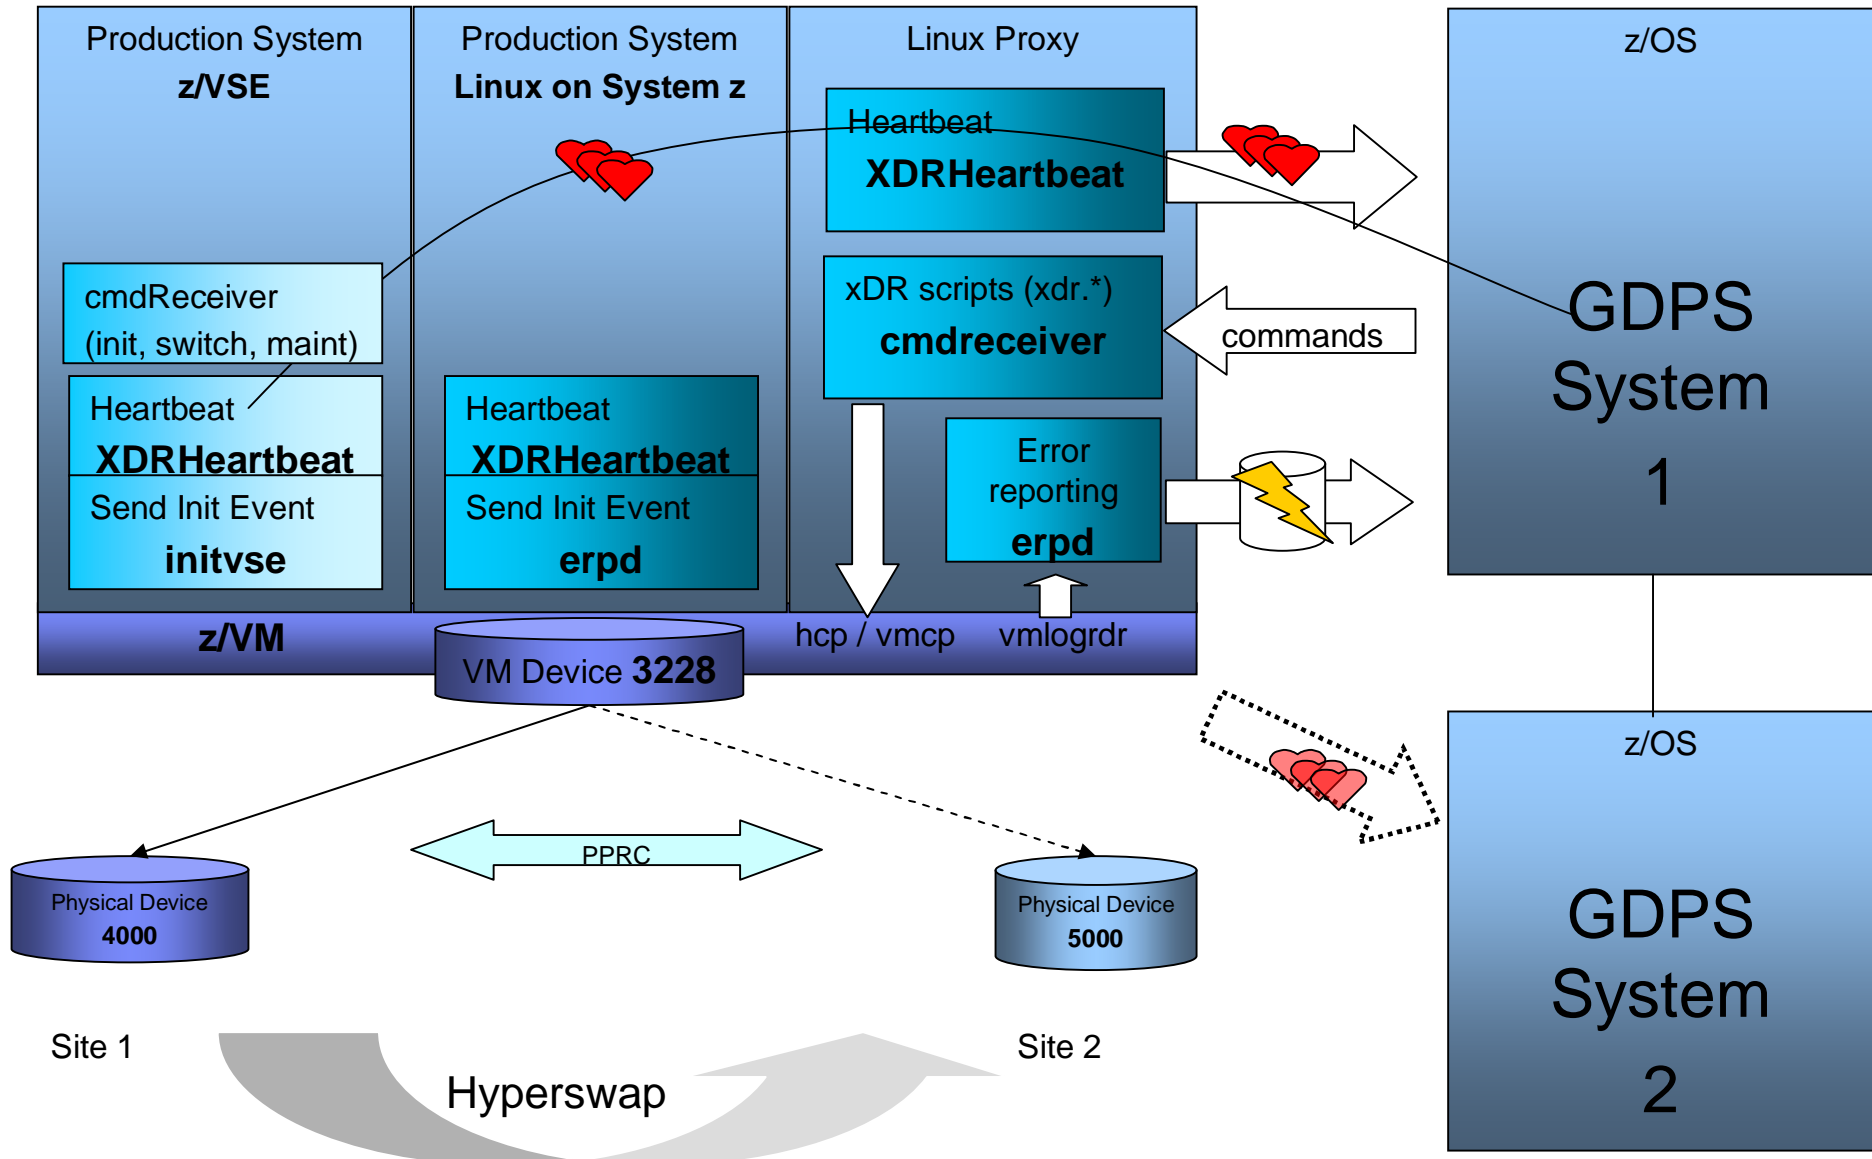 Production System
z/VSE
Production System
Linux on System z
Linux Proxy
z/OS
Heartbeat
XDRHeartbeat
cmdReceiver
(init, switch, maint)
xDR scripts (xdr.*)
cmdreceiver
commands
GDPS
System
1
Heartbeat
XDRHeartbeat
Send Init Event
initvse
Heartbeat
XDRHeartbeat
Send Init Event
erpd
Error
reporting
erpd
z/VM
hcp / vmcp
vmlogrdr
VM Device 3228
z/OS
PPRC
Physical Device
4000
Physical Device
5000
GDPS
System
2
Site 1
Site 2
Hyperswap